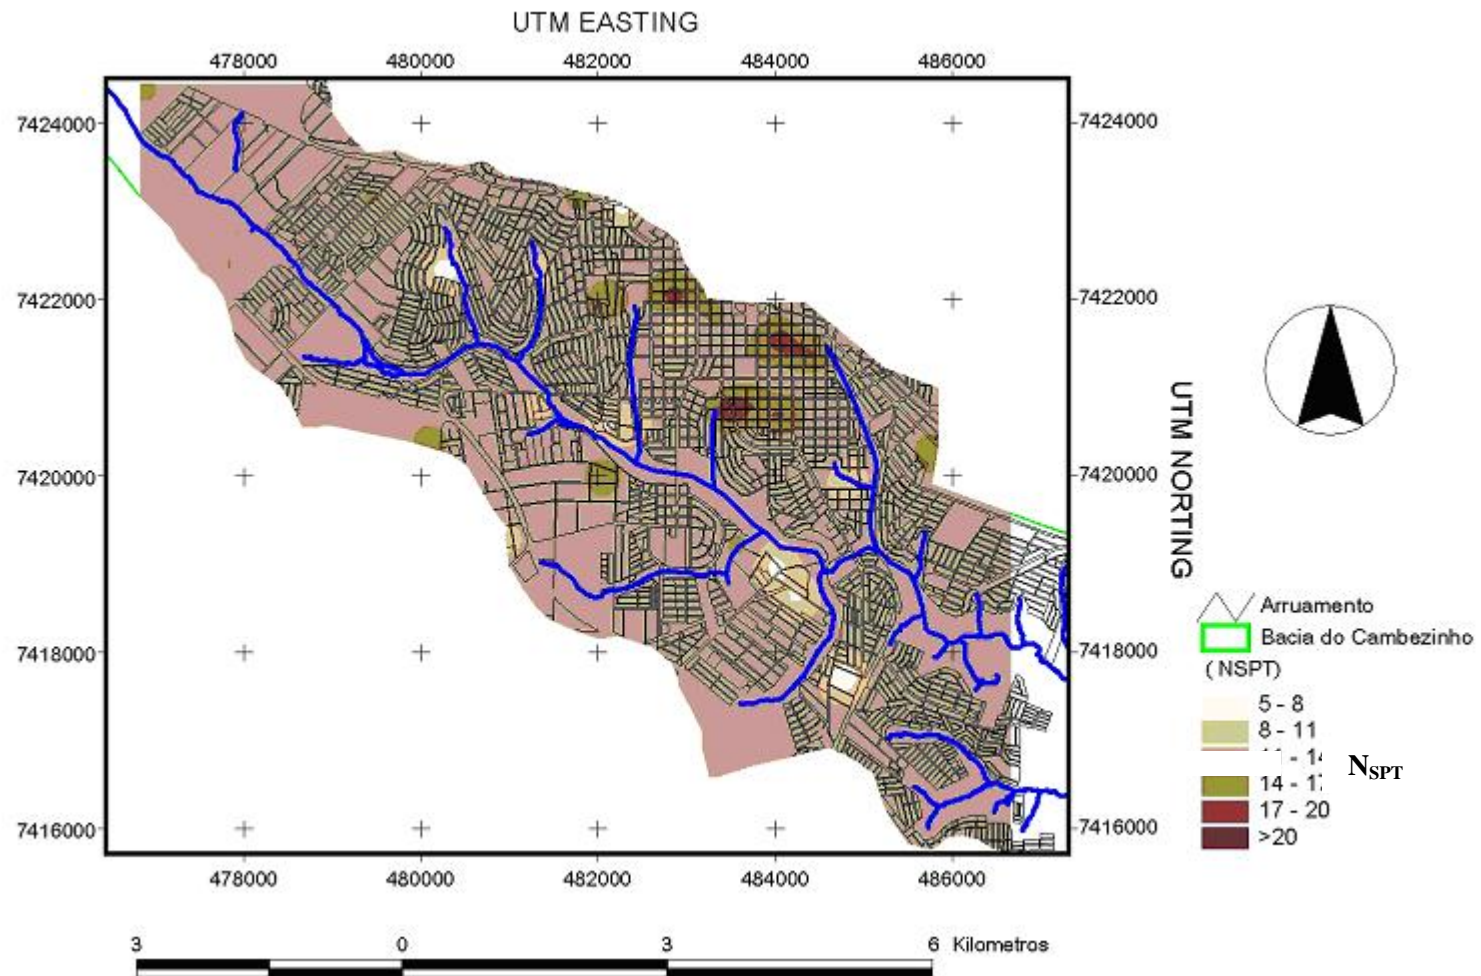 UTM EASTING
478000 480000 482000 484000 486000
7424000 7424000
7422000 7422000
7420000 7420000
7418000 7418000
7416000 7416000
478000 480000 482000 484000 486000
UTM NORTING
Arruamento
Bacia do Cambezinho
(NSPT)
5 - 8
8 - 11
14 - 17
NSPT
17 - 20
>20
3 0 3 6 Kilometros